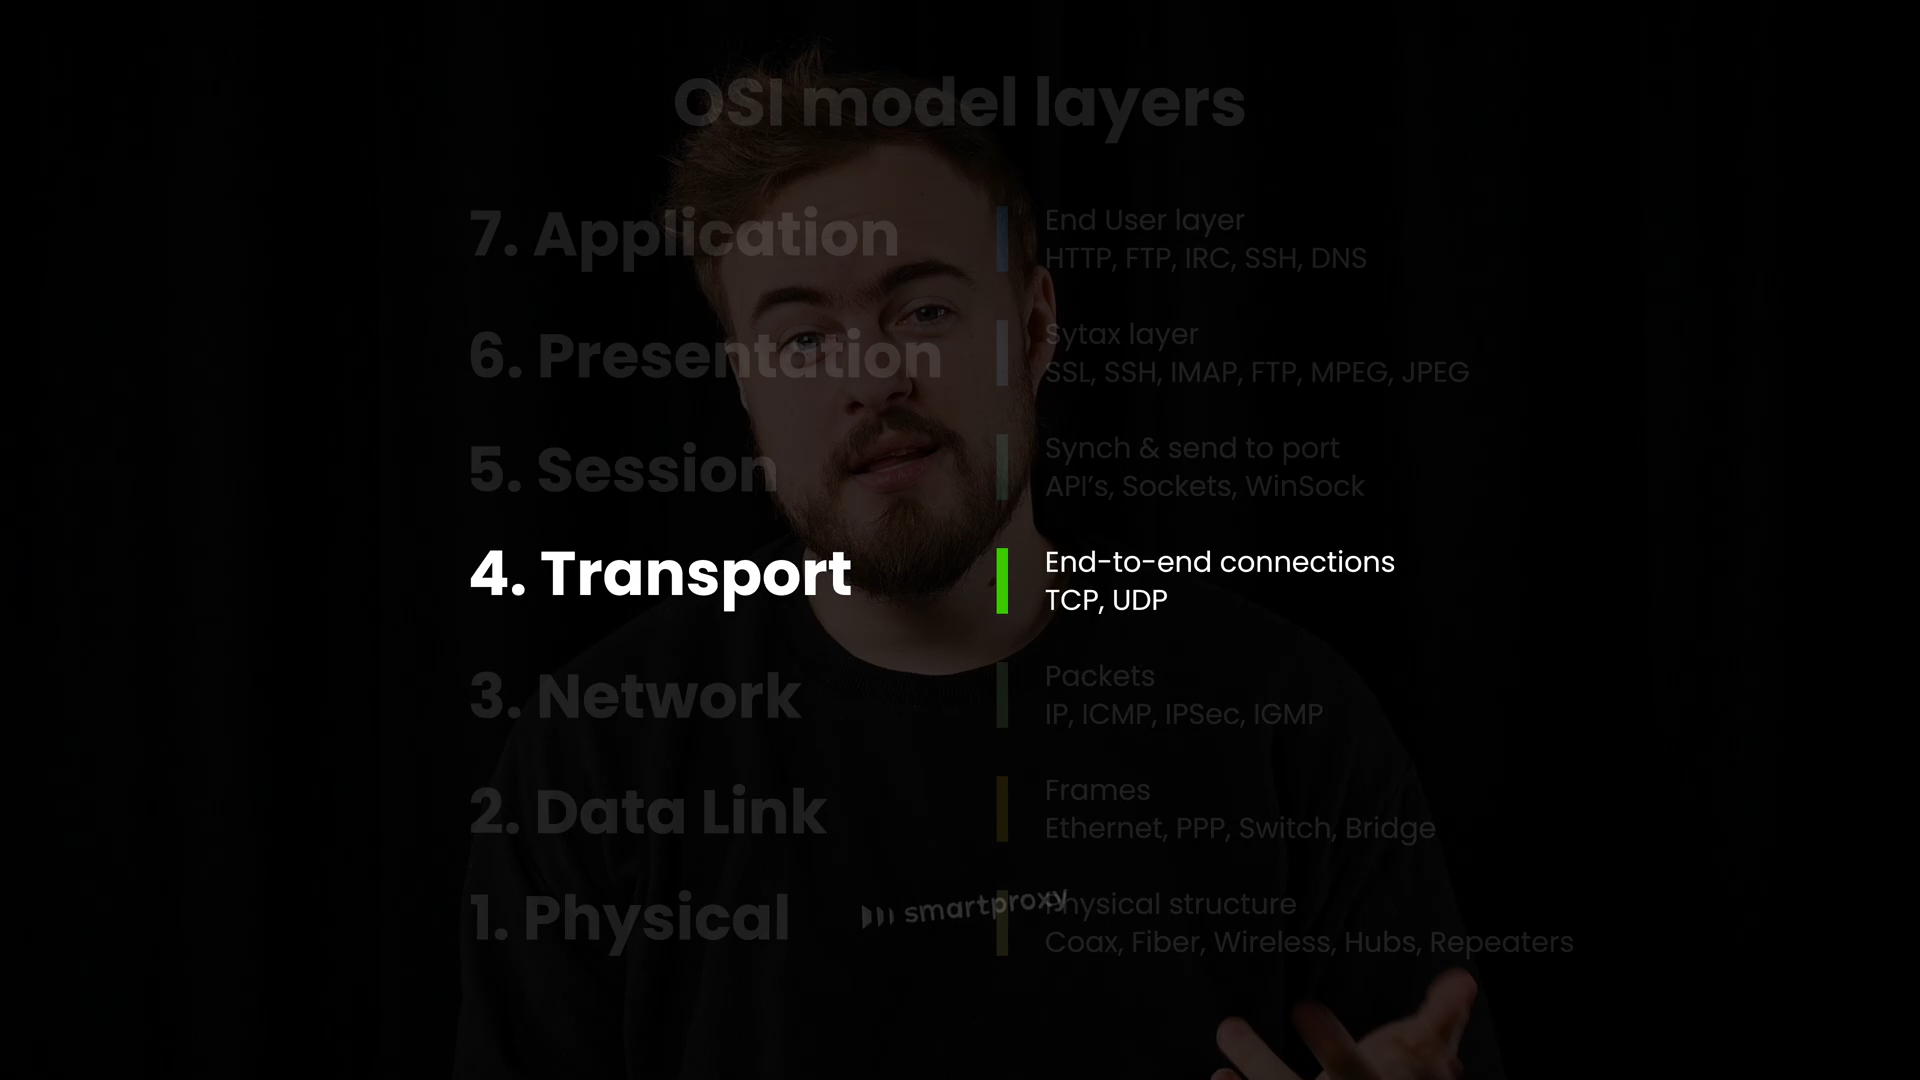 OSI model layers
7. Application
End User layer
HTTP, FTP, IRC, SSH, DNS
6. Presentation
Sytax layer
SSL, SSH, IMAP, FTP, MPEG, JPEG
5. Session
Synch & send to port
API's, Sockets, WinSock
4. Transport
End-to-end connections
TCP, UDP
3. Network
Packets
IP, ICMP, IPSec, IGMP
2. Data Link
Frames
Ethernet, PPP, Switch, Bridge
1. Physical
smartproxy
Physical structure
Coax, Fiber, Wireless, Hubs, Repeaters